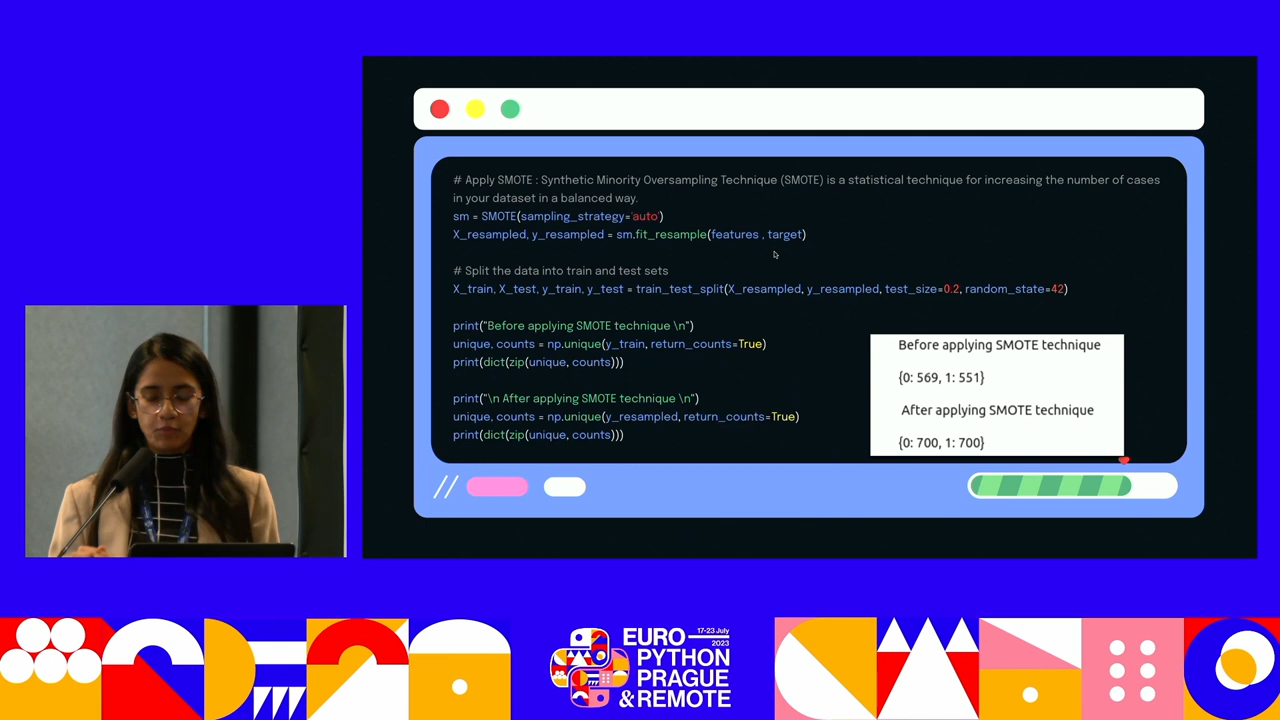 # Apply SMOTE : Synthetic Minority Oversampling Technique (SMOTE) is a statistical technique for increasing the number of cases
in your dataset in a balanced way.
sm = SMOTE(sampling_strategy='auto')
X_resampled, y_resampled = sm.fit_resample(features , target)
# Split the data into train and test sets
X_train, X_test, y_train, y_test = train_test_split(X_resampled, y_resampled, test_size=0.2, random_state=42)
print("Before applying SMOTE technique \n")
unique, counts = np.unique(y_train, return_counts=True)
print(dict(zip(unique, counts)))
print("\n After applying SMOTE technique \n")
unique, counts = np.unique(y_resampled, return_counts=True)
print(dict(zip(unique, counts)))
Before applying SMOTE technique
{0: 569, 1: 551}
After applying SMOTE technique
{0: 700, 1: 700}
//
EURO 17-23 July
2023
PYTHON
PRAGUE
& REMOTE